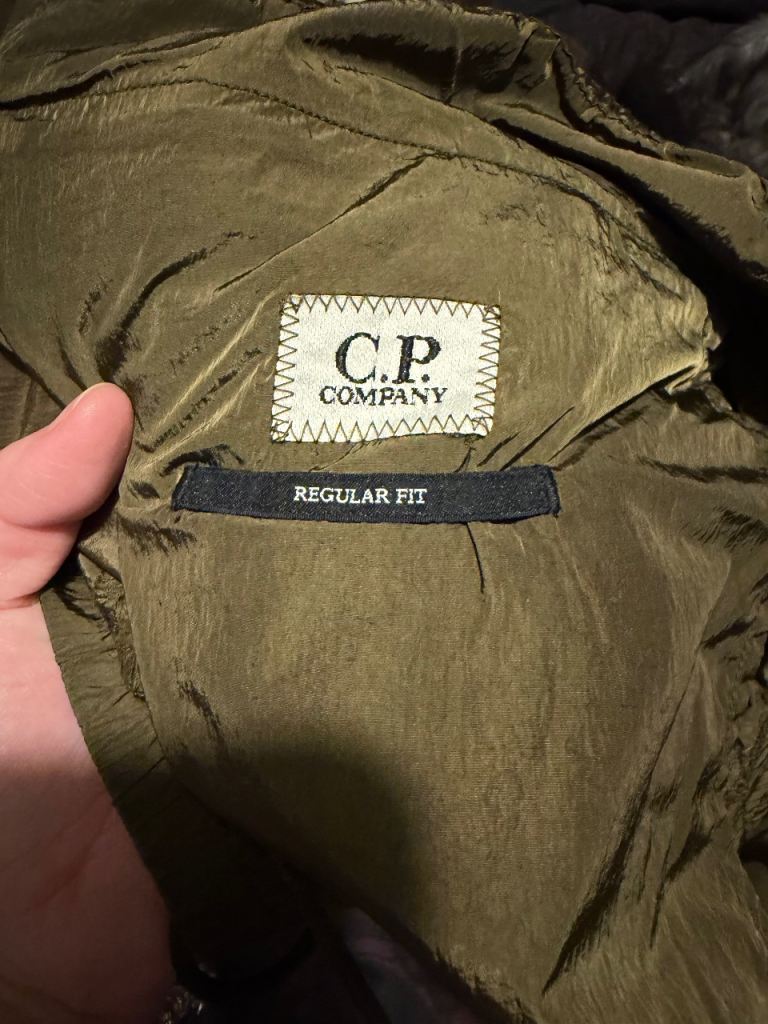 C.P.
COMPANY
REGULAR FIT